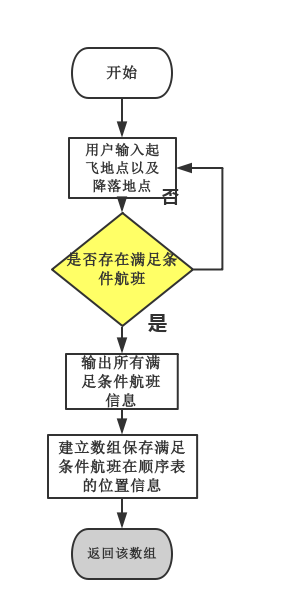 开始
用户输入起
飞地点以及
降落地点
否
是否存在满足条
件航班
是
输出所有满
足条件航班
信息
建立数组保存满足
条件航班在顺序表
的位置信息
返回该数组